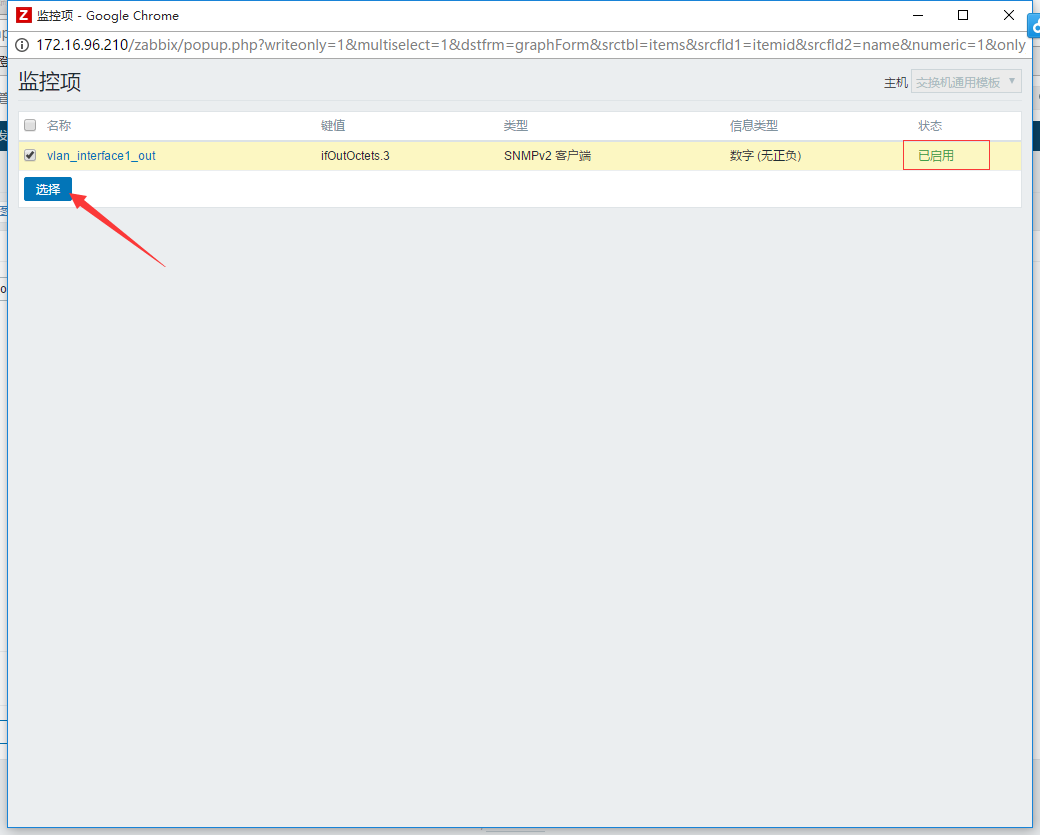 Z 监控项 - Google Chrome
172.16.96.210/zabbix/popup.php?writeonly=1&multiselect=1&dstfrm=graphForm&srctbl=items&srcfld1=itemid&srcfld2=name&numeric=1&only
监控项
主机 交换机通用模板
名称 键值 类型 信息类型 状态
vlan_interface1_out ifOutOctets.3 SNMPv2 客户端 数字 (无正负) 已启用
选择